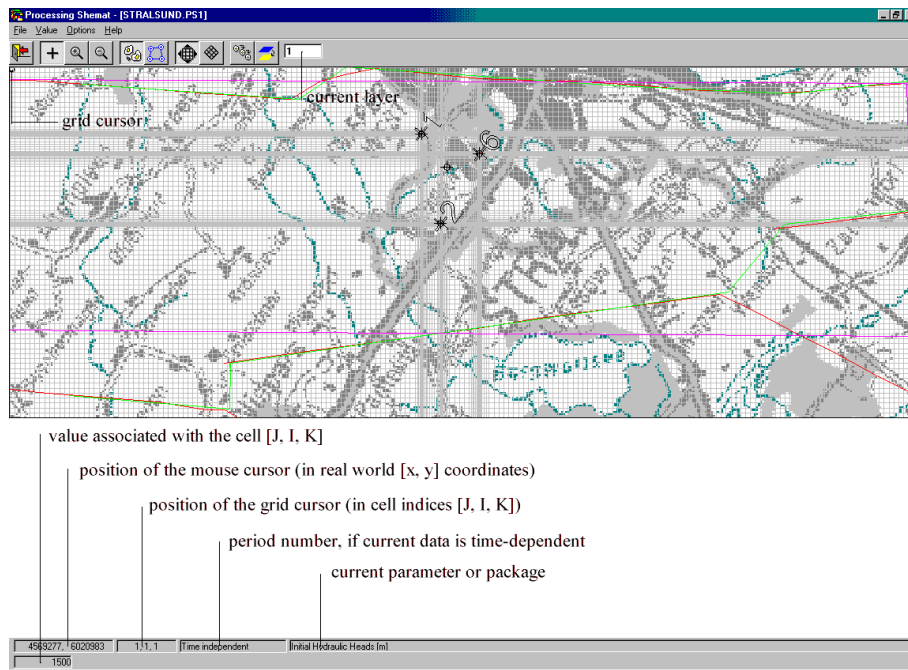 Processing Shemat - [STRALSUND.PS1]
File Value Options Help
1
current layer
grid cursor
1
6
2
value associated with the cell [J, I, K]
position of the mouse cursor (in real world [x, y] coordinates)
position of the grid cursor (in cell indices [J, I, K])
period number, if current data is time-dependent
current parameter or package
4569277, 6020983 1, 1, 1 Time independent Initial Hydraulic Heads [m]
1500